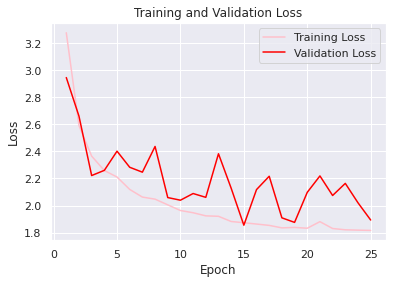 Training and Validation Loss
Training Loss
Validation Loss
Loss
3.2
3.0
2.8
2.6
2.4
2.2
2.0
1.8
0 5 10 15 20 25
Epoch